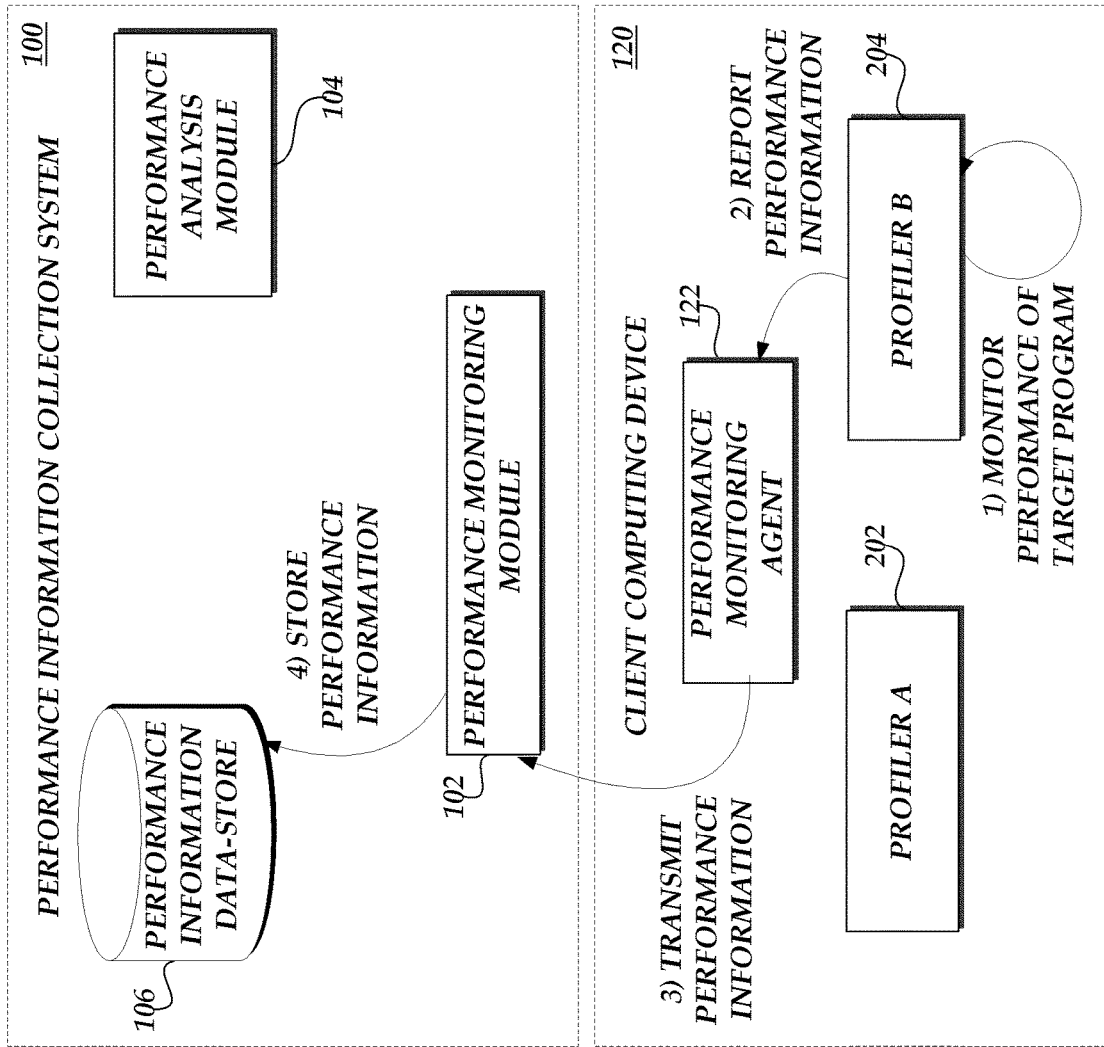 PERFORMANCE INFORMATION COLLECTION SYSTEM
100
PERFORMANCE
INFORMATION
DATA-STORE
106
PERFORMANCE
ANALYSIS
MODULE
104
4) STORE
PERFORMANCE
INFORMATION
PERFORMANCE MONITORING
MODULE
102
CLIENT COMPUTING DEVICE
120
3) TRANSMIT
PERFORMANCE
INFORMATION
PERFORMANCE
MONITORING
AGENT
122
2) REPORT
PERFORMANCE
INFORMATION
PROFILER A
202
PROFILER B
204
1) MONITOR
PERFORMANCE OF
TARGET PROGRAM